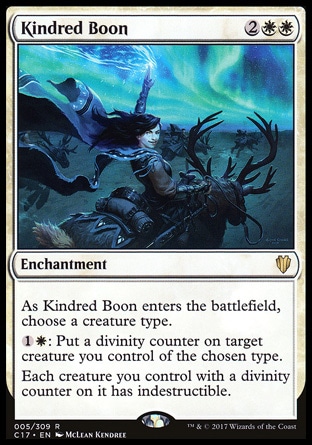 Kindred Boon 2
Enchantment
As Kindred Boon enters the battlefield,
choose a creature type.
1: Put a divinity counter on target
creature you control of the chosen type.
Each creature you control with a divinity
counter on it has indestructible.
005/309 R
C17 • EN McLean Kendree
™ & © 2017 Wizards of the Coast